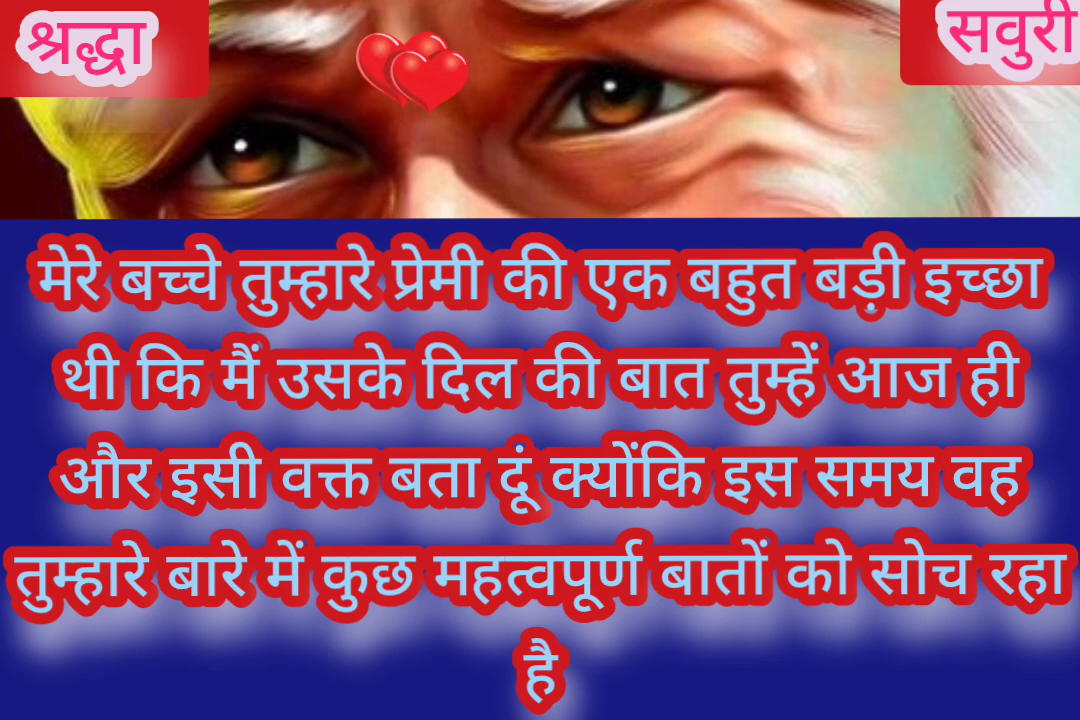 श्रद्धा
सवुरी
मेरे बच्चे तुम्हारे प्रेमी की एक बहुत बड़ी इच्छा
थी कि मैं उसके दिल की बात तुम्हें आज ही
और इसी वक्त बता दूं क्योंकि इस समय वह
तुम्हारे बारे में कुछ महत्वपूर्ण बातों को सोच रहा
है